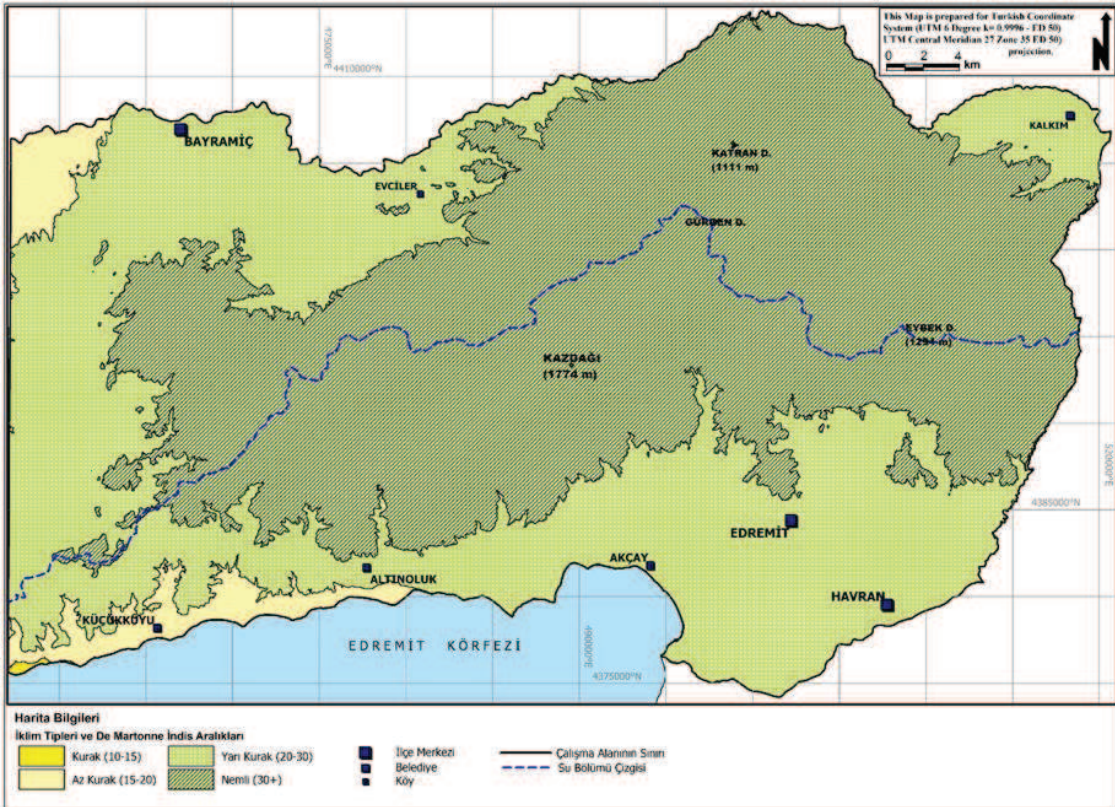 This Map is prepared for Turkish Coordinate
System (UTM 6 Degree k= 0.9996 - ED 50)
UTM Central Meridian 27 Zone 35 ED 50)
projection.
0 2 4
km
N
475000°E
4410000°N
BAYRAMİÇ
KALKIM
KATRAN D.
(1111 m)
EVCİLER
GÜRGEN D.
EYBEK D.
(1294 m)
KAZDAĞI
(1774 m)
520000°E
4385000°N
EDREMİT
AKÇAY
ALTINOLUK
HAVRAN
KÜÇÜKKUYU
EDREMİT KÖRFEZİ
490000°E
4375000°N
Harita Bilgileri
İklim Tipleri ve De Martonne İndis Aralıkları
Kurak (10-15)
Yarı Kurak (20-30)
Az Kurak (15-20)
Nemli (30+)
İlçe Merkezi
Belediye
Köy
Çalışma Alanının Sınırı
Su Bölümü Çizgisi